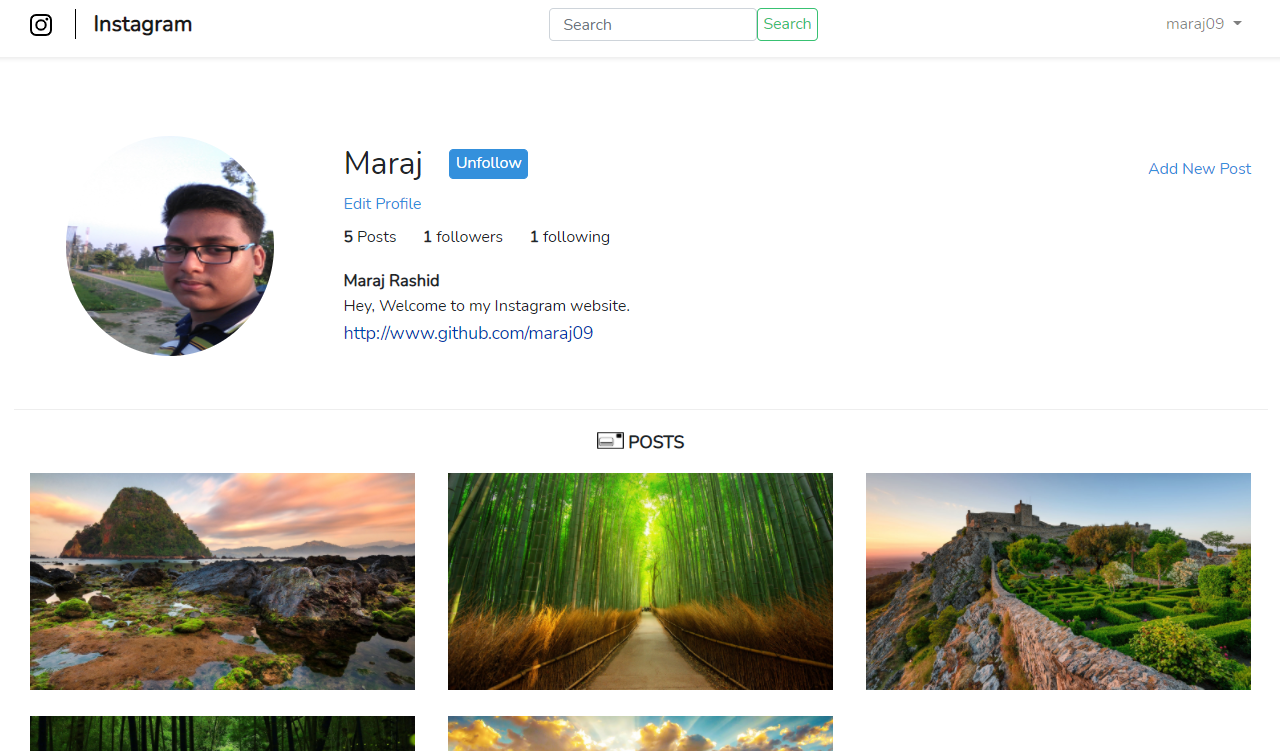 Instagram
Search Search
maraj09
Maraj Unfollow
Add New Post
Edit Profile
5 Posts 1 followers 1 following
Maraj Rashid
Hey, Welcome to my Instagram website.
http://www.github.com/maraj09
POSTS